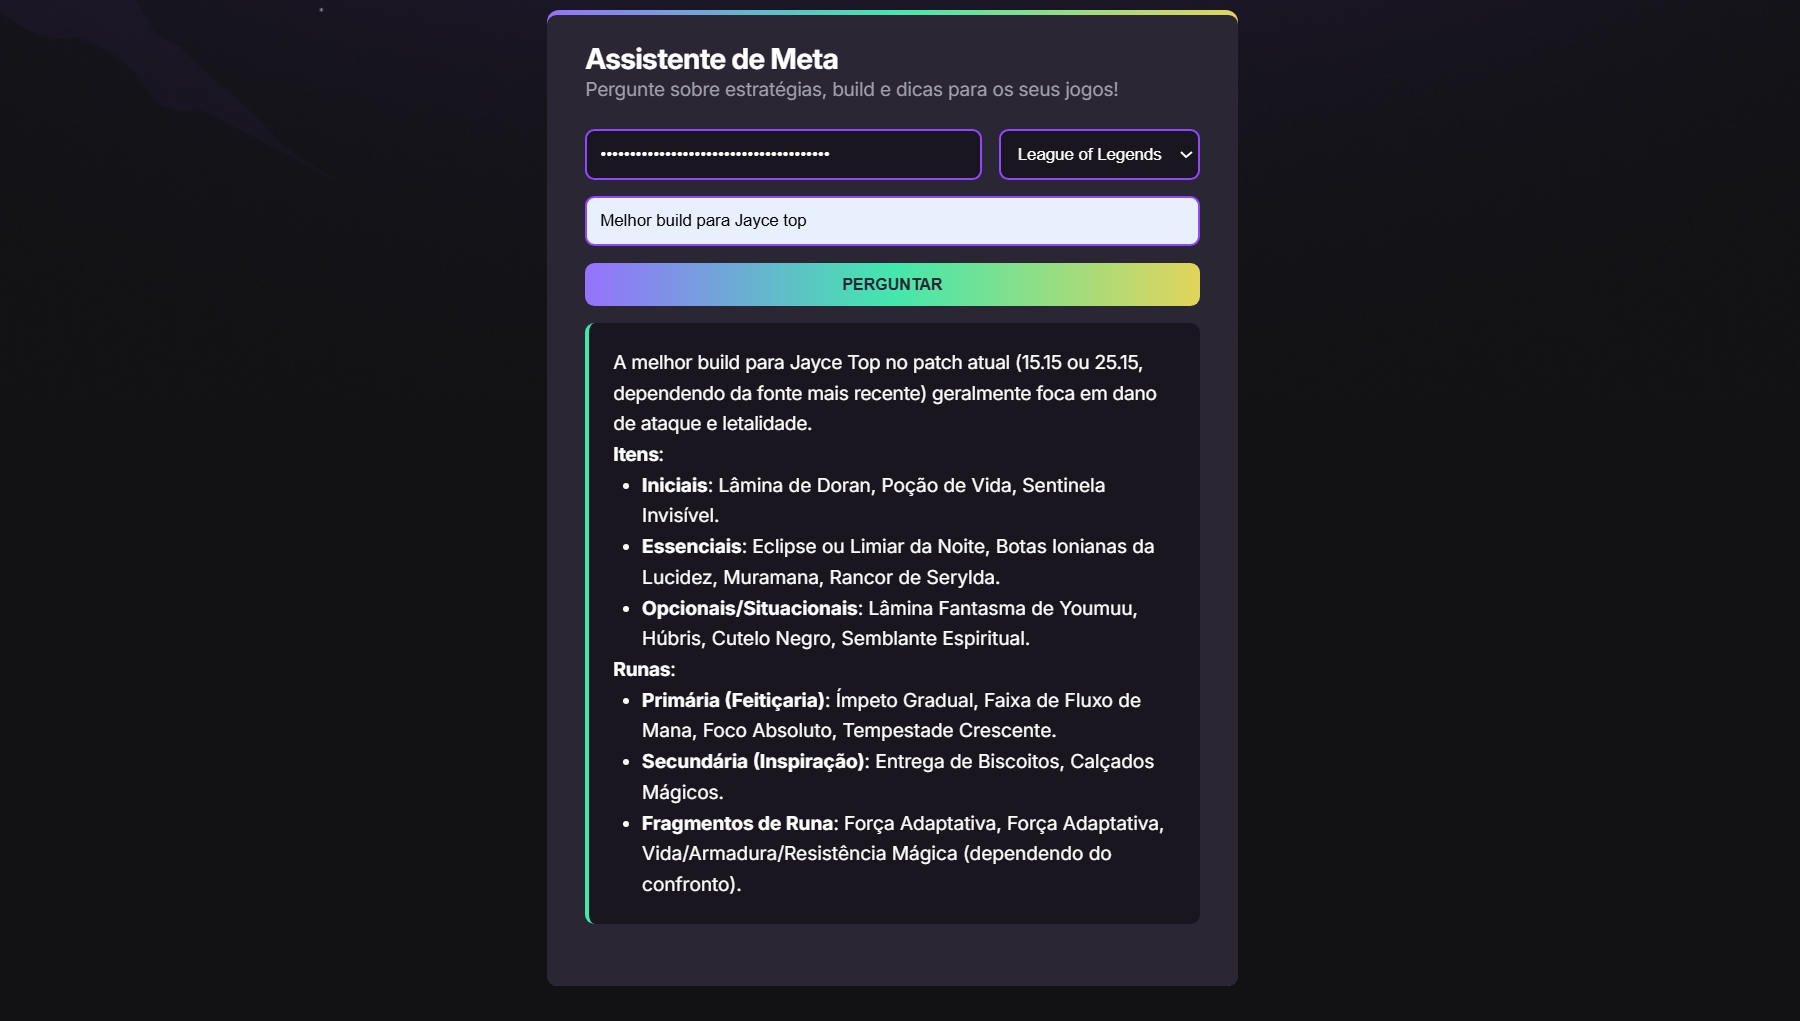 Assistente de Meta
Pergunte sobre estratégias, build e dicas para os seus jogos!
League of Legends
Melhor build para Jayce top
PERGUNTAR
A melhor build para Jayce Top no patch atual (15.15 ou 25.15,
dependendo da fonte mais recente) geralmente foca em dano
de ataque e letalidade.
Itens:
• Iniciais: Lâmina de Doran, Poção de Vida, Sentinela
Invisível.
• Essenciais: Eclipse ou Limiar da Noite, Botas Ionianas da
Lucidez, Muramana, Rancor de Serylda.
• Opcionais/Situacionais: Lâmina Fantasma de Youmuu,
Húbris, Cutelo Negro, Semblante Espiritual.
Runas:
• Primária (Feitiçaria): Ímpeto Gradual, Faixa de Fluxo de
Mana, Foco Absoluto, Tempestade Crescente.
• Secundária (Inspiração): Entrega de Biscoitos, Calçados
Mágicos.
• Fragmentos de Runa: Força Adaptativa, Força Adaptativa,
Vida/Armadura/Resistência Mágica (dependendo do
confronto).